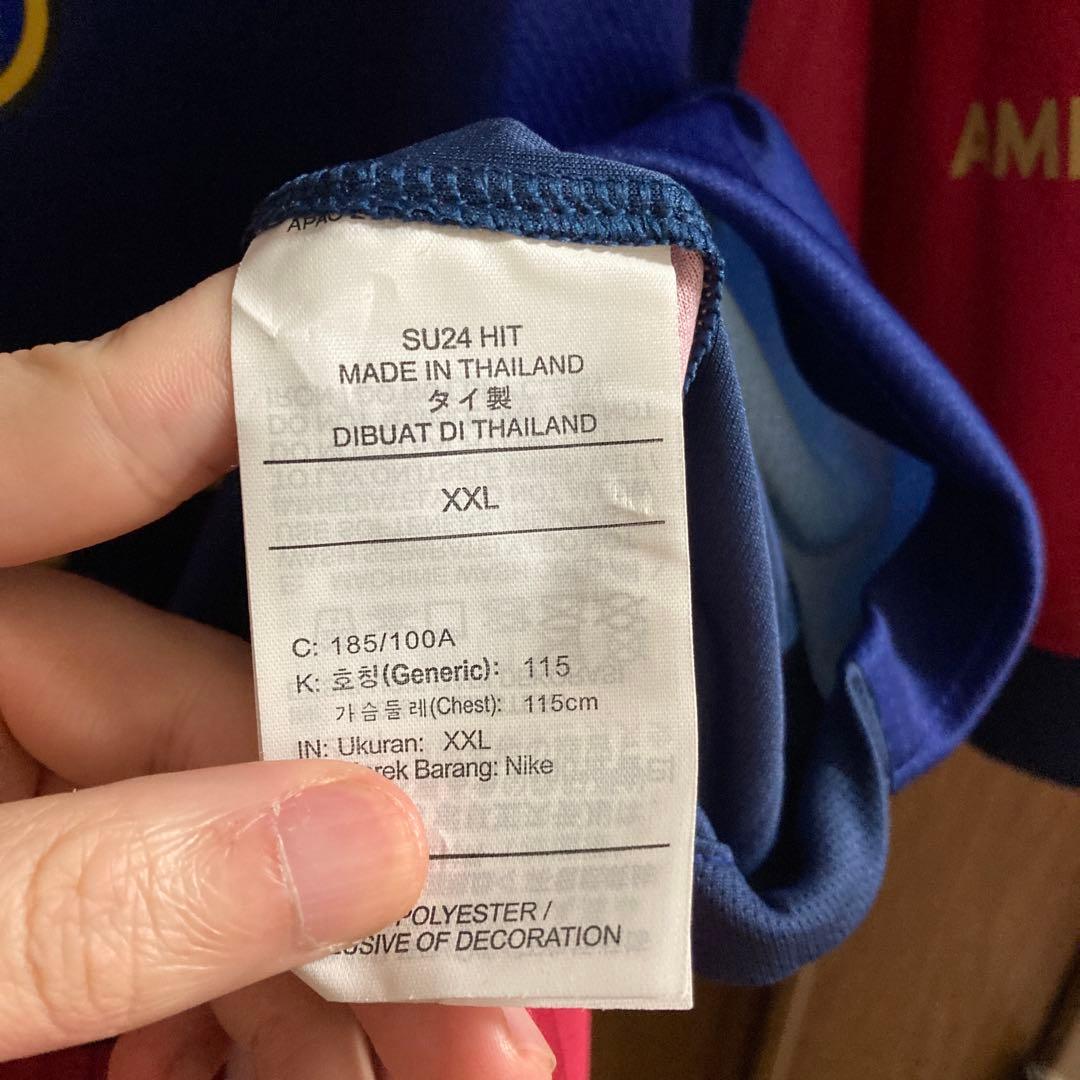 SU24 HIT
MADE IN THAILAND
タイ製
DIBUAT DI THAILAND
XXL
C: 185/100A
K: 호칭(Generic): 115
가슴둘레(Chest): 115cm
IN: Ukuran: XXL
Barang: Nike
POLYESTER /
OF DECORATION